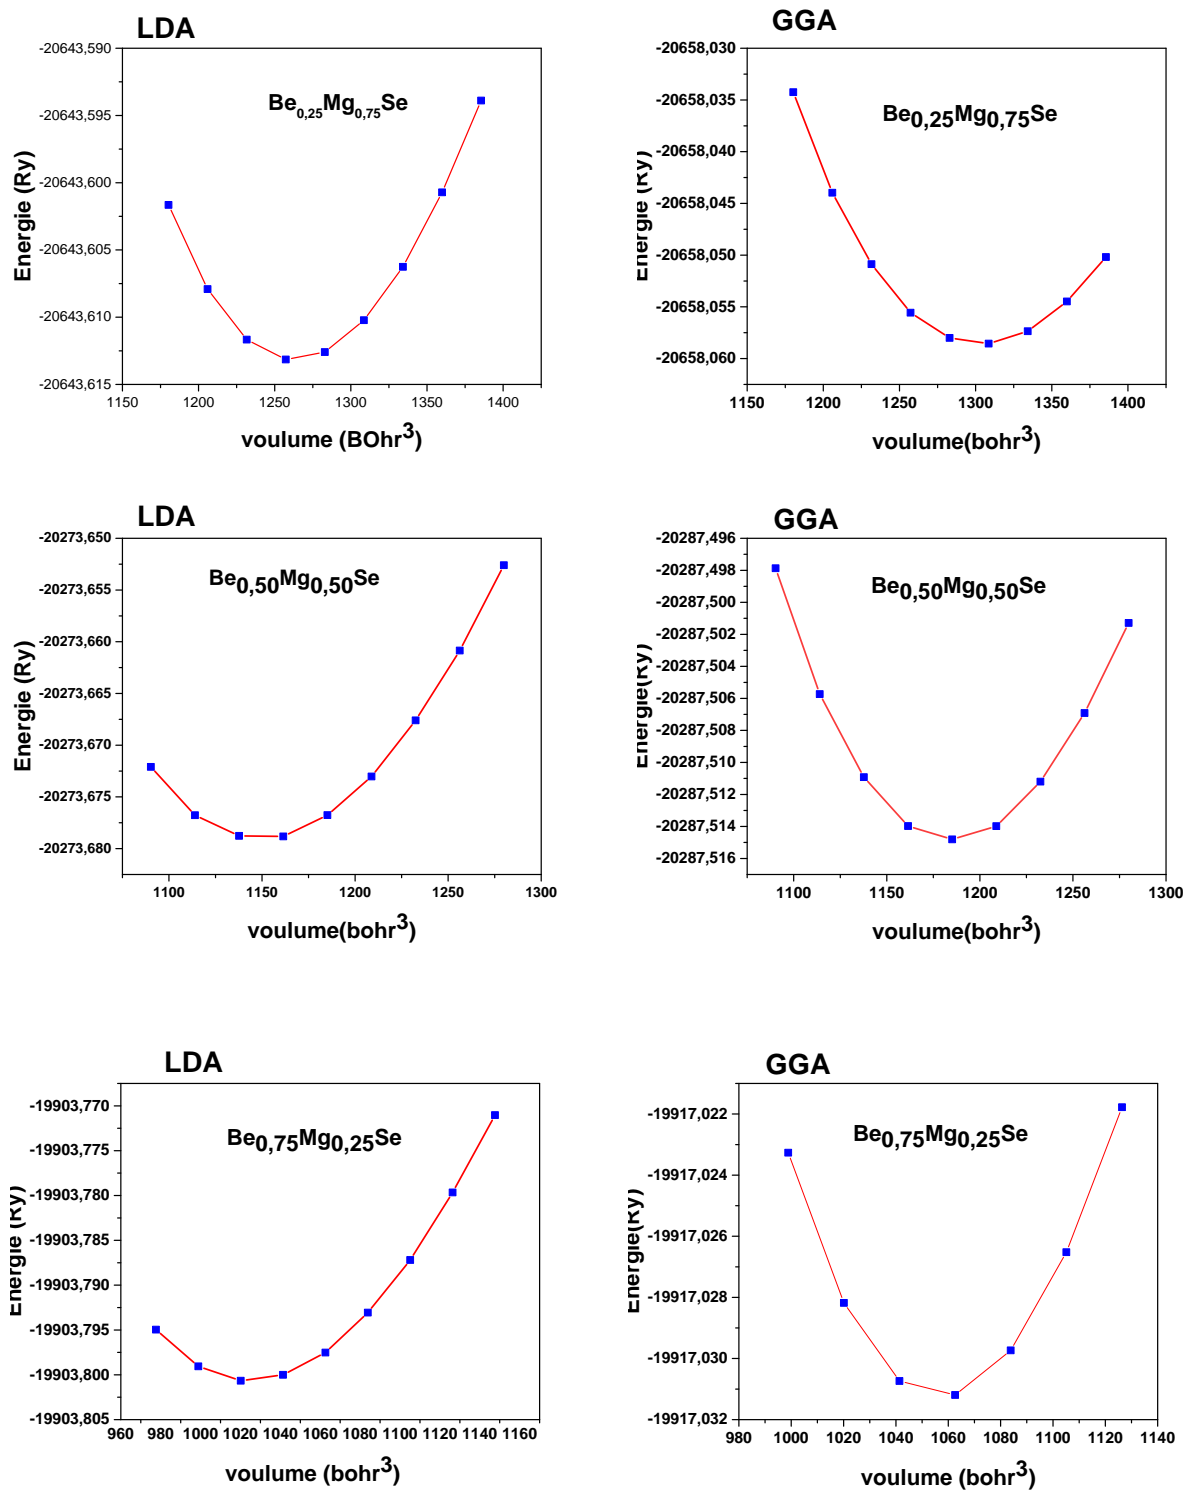 LDA
Be0,25Mg0,75Se
Energie (Ry)
-20643,590
-20643,595
-20643,600
-20643,605
-20643,610
-20643,615
1150 1200 1250 1300 1350 1400
voulume (BOhr3)
GGA
Be0,25Mg0,75Se
Energie (Ry)
-20658,030
-20658,035
-20658,040
-20658,045
-20658,050
-20658,055
-20658,060
1150 1200 1250 1300 1350 1400
voulume(bohr3)
LDA
Be0,50Mg0,50Se
Energie (Ry)
-20273,650
-20273,655
-20273,660
-20273,665
-20273,670
-20273,675
-20273,680
1100 1150 1200 1250 1300
voulume(bohr3)
GGA
Be0,50Mg0,50Se
Energie(Ry)
-20287,496
-20287,498
-20287,500
-20287,502
-20287,504
-20287,506
-20287,508
-20287,510
-20287,512
-20287,514
-20287,516
1100 1150 1200 1250 1300
voulume(bohr3)
LDA
Be0,75Mg0,25Se
Energie (Ry)
-19903,770
-19903,775
-19903,780
-19903,785
-19903,790
-19903,795
-19903,800
-19903,805
960 980 1000 1020 1040 1060 1080 1100 1120 1140 1160
voulume (bohr3)
GGA
Be0,75Mg0,25Se
Energie(Ry)
-19917,022
-19917,024
-19917,026
-19917,028
-19917,030
-19917,032
980 1000 1020 1040 1060 1080 1100 1120 1140
voulume (bohr3)